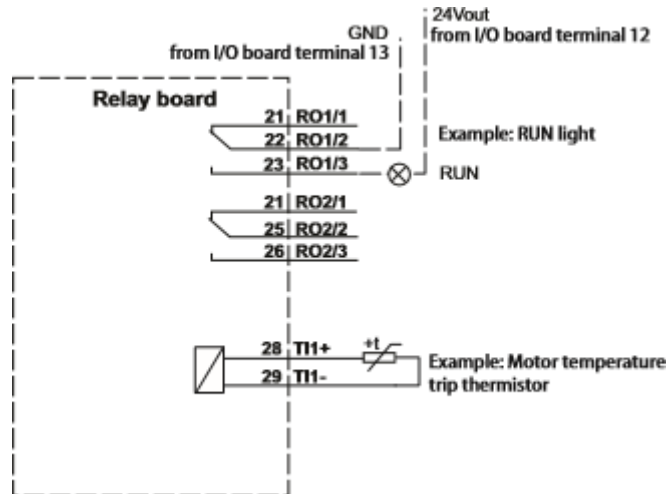 24Vout
from I/O board terminal 12
GND
from I/O board terminal 13
Relay board
21 RO1/1
22 RO1/2
23 RO1/3
Example: RUN light
RUN
21 RO2/1
25 RO2/2
26 RO2/3
28 TI1+
+t
29 TI1-
Example: Motor temperature
trip thermistor